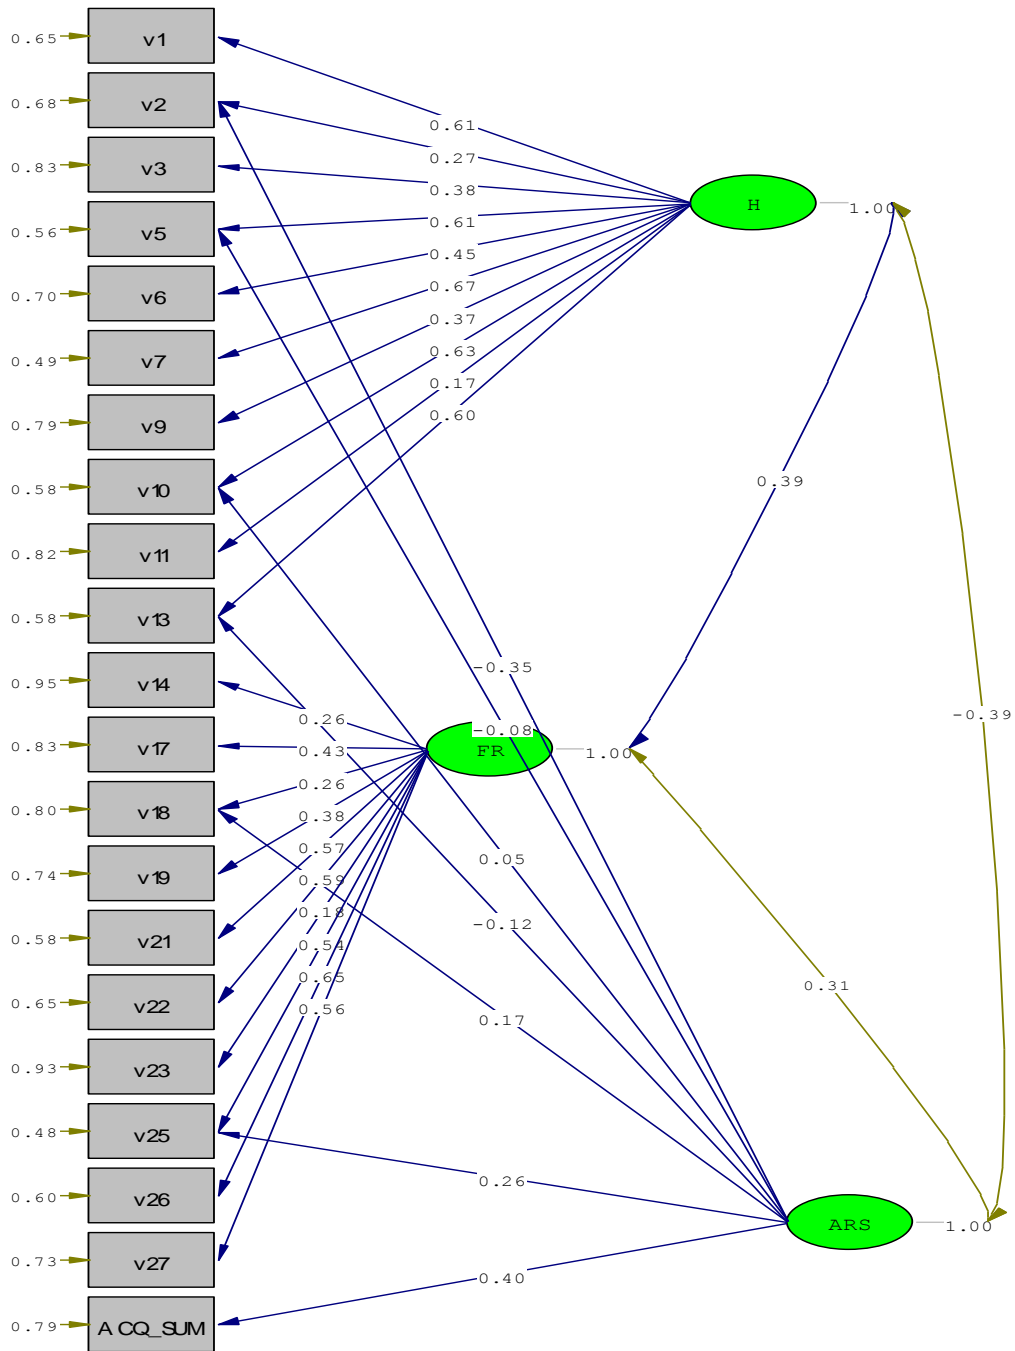 0.65 v1
0.68 v2
0.61
0.83 v3
0.27
0.38
H 1.00
0.56 v5
0.61
0.45
0.70 v6
0.67
0.37
0.49 v7
0.63
0.17
0.79 v9
0.60
0.58 v10
0.39
0.82 v11
0.58 v13
-0.35
0.95 v14
-0.39
0.26
-0.08
0.83 v17
0.43
FR 1.00
0.26
0.80 v18
0.38
0.57
0.05
0.74 v19
0.59
0.18
-0.12
0.58 v21
0.54
0.65
0.31
0.65 v22
0.56
0.17
0.93 v23
0.48 v25
0.26
0.60 v26
ARS 1.00
0.73 v27
0.40
0.79 ACQ_SUM